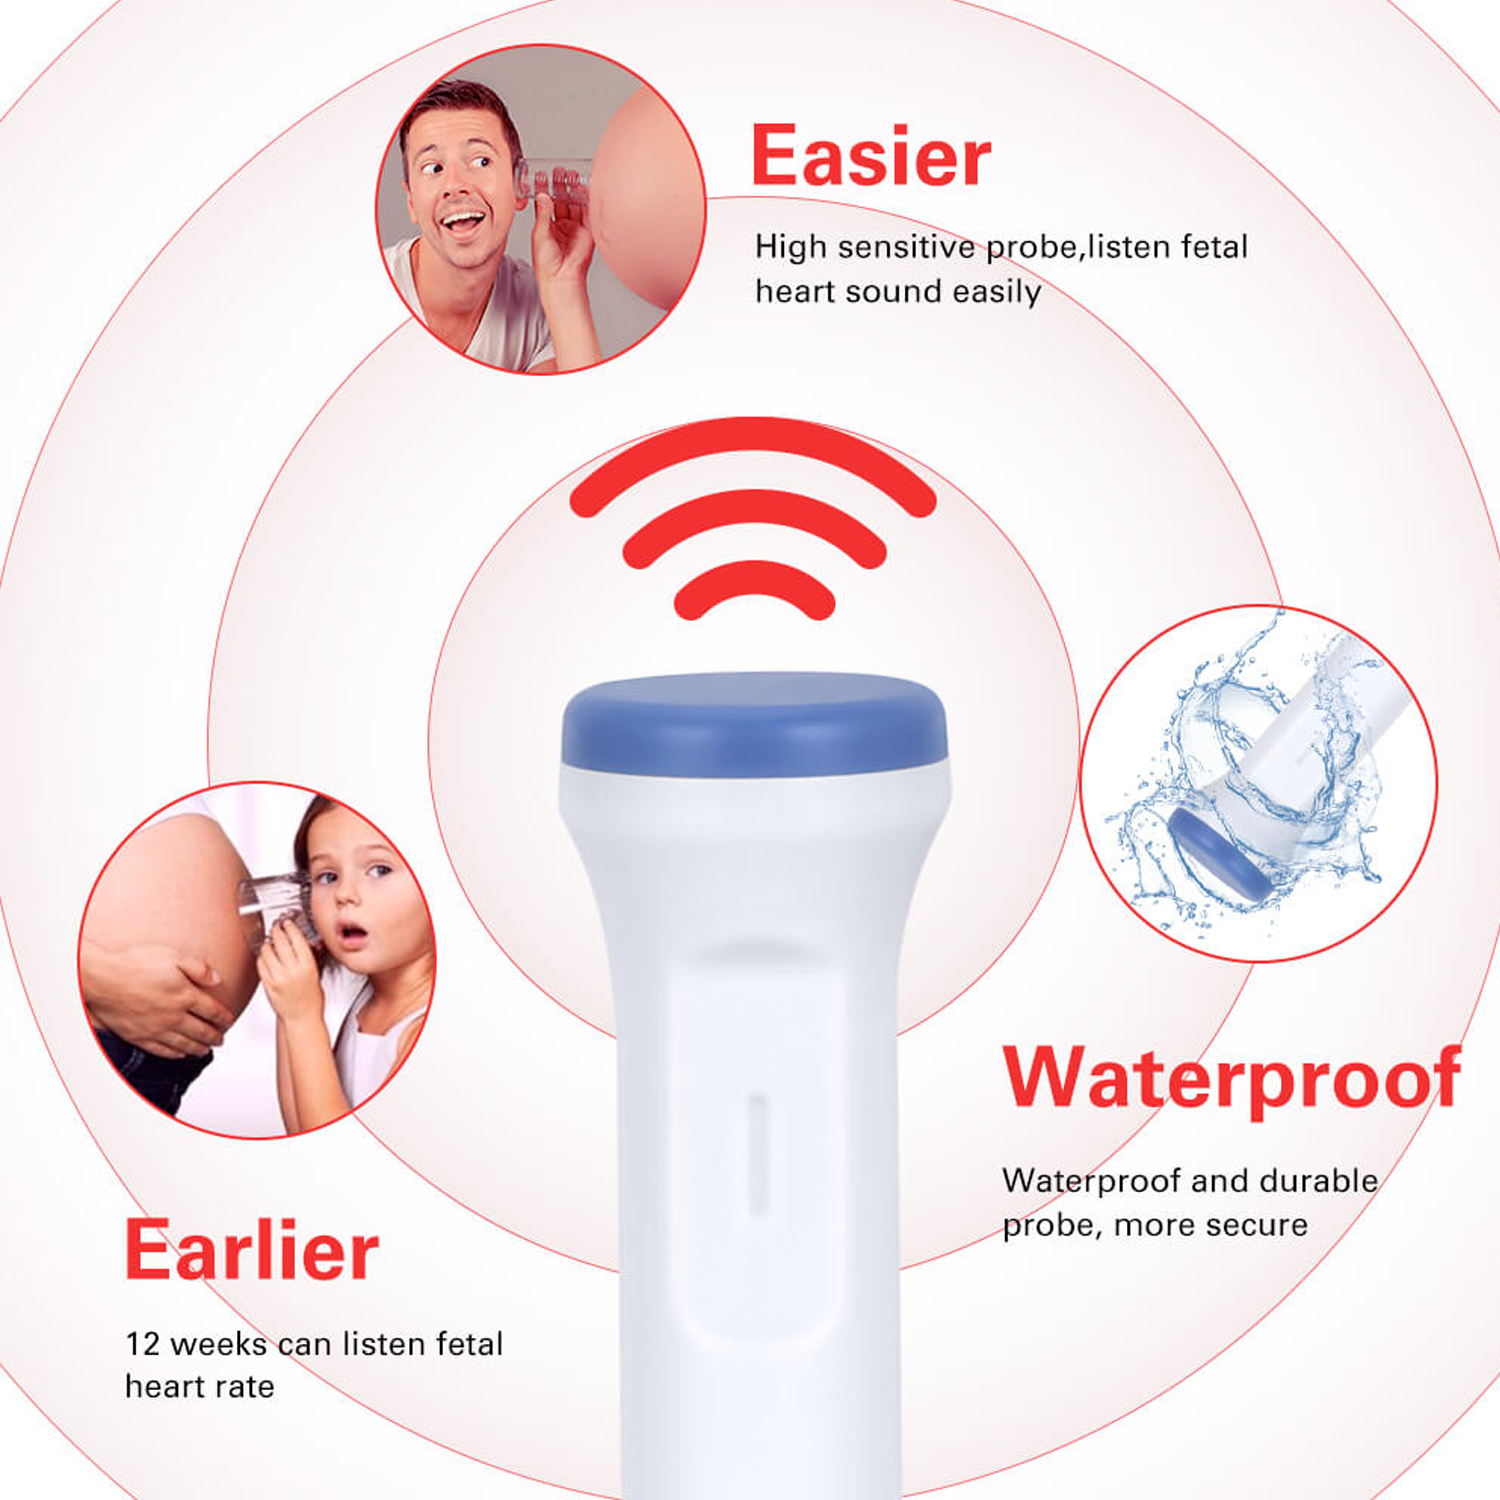 Easier
High sensitive probe,listen fetal
heart sound easily
Waterproof
Waterproof and durable
probe, more secure
Earlier
12 weeks can listen fetal
heart rate